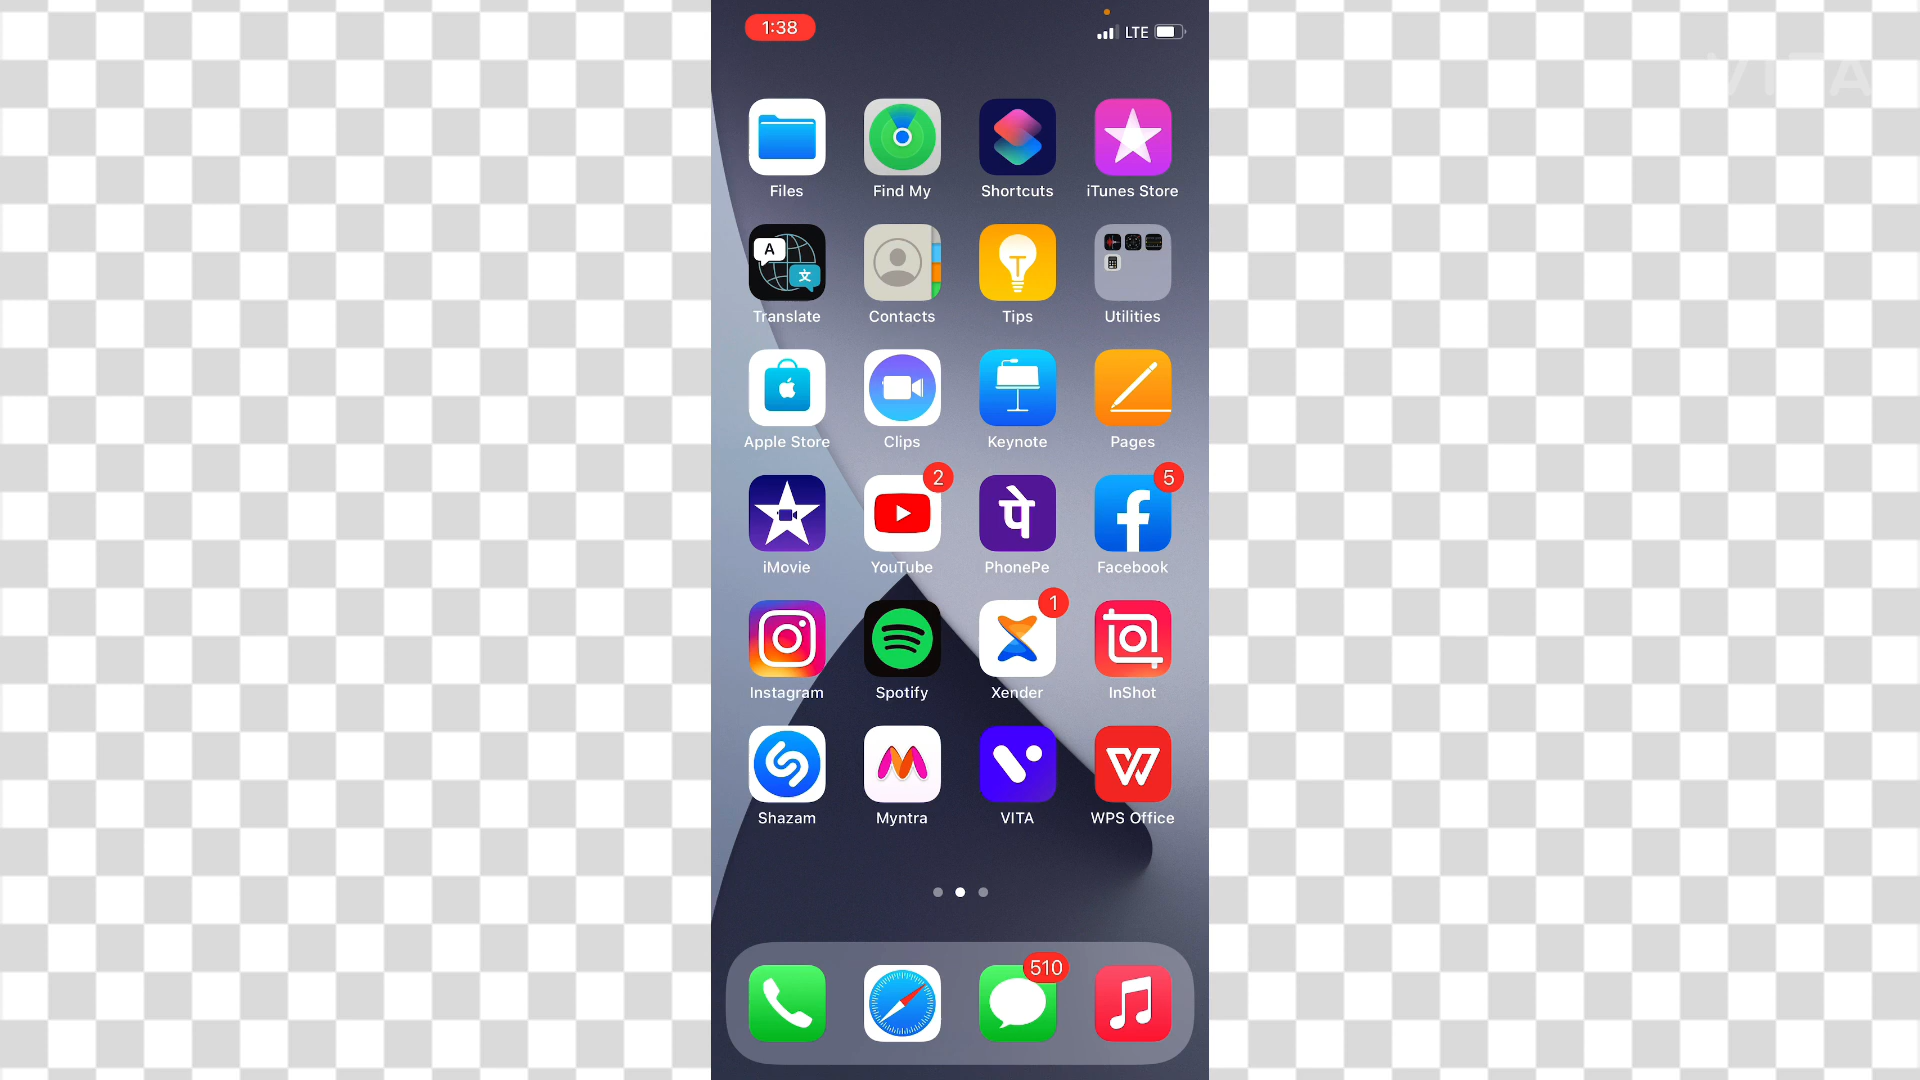 1:38
LTE
VITA
Files
Find My
Shortcuts
iTunes Store
A
文
T
Translate
Contacts
Tips
Utilities
Apple Store
Clips
Keynote
Pages
2
पे
5
iMovie
YouTube
PhonePe
Facebook
1
Instagram
Spotify
Xender
InShot
Shazam
Myntra
VITA
WPS Office
510